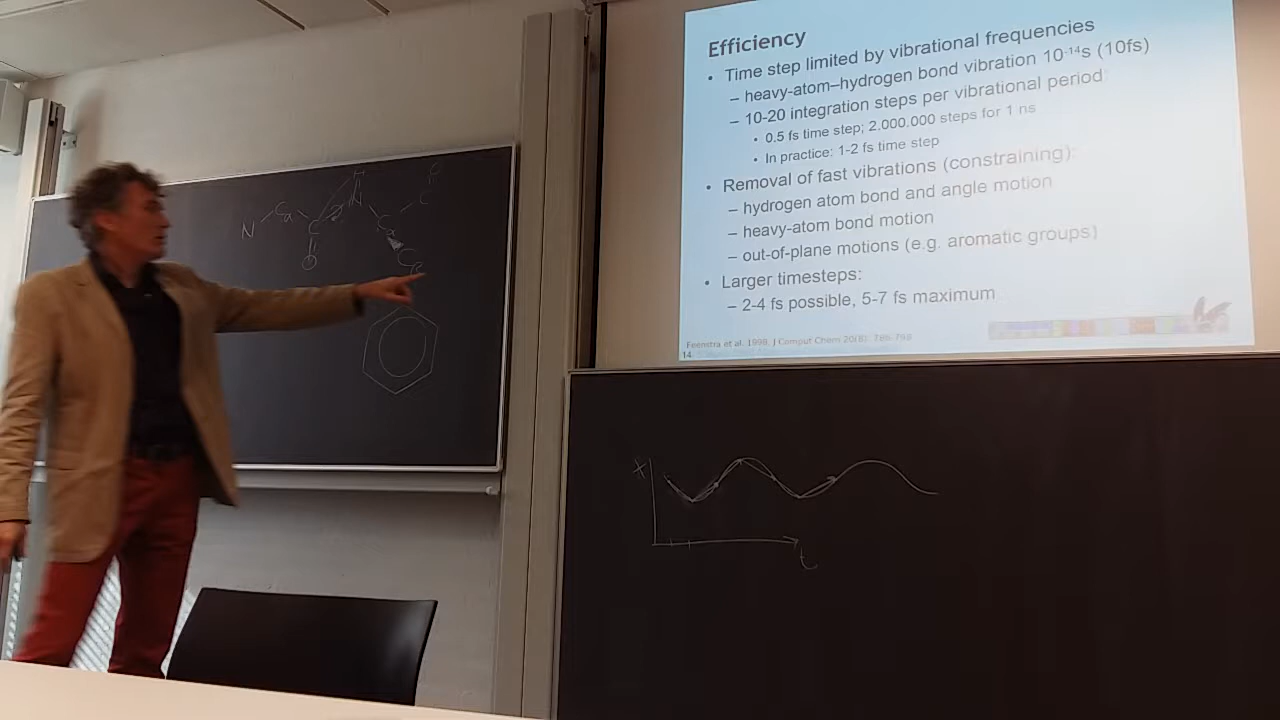 Efficiency
• Time step limited by vibrational frequencies
– heavy-atom–hydrogen bond vibration 10⁻¹⁴s (10fs)
– 10-20 integration steps per vibrational period
• 0.5 fs time step; 2.000.000 steps for 1 ns
• In practice: 1-2 fs time step
• Removal of fast vibrations (constraining):
– hydrogen atom bond and angle motion
– heavy-atom bond motion
– out-of-plane motions (e.g. aromatic groups)
• Larger timesteps:
– 2-4 fs possible, 5-7 fs maximum
Feenstra et al. 1999, J Comput Chem 20(8),
14
H
N Cα C N Cα C
O
x
t